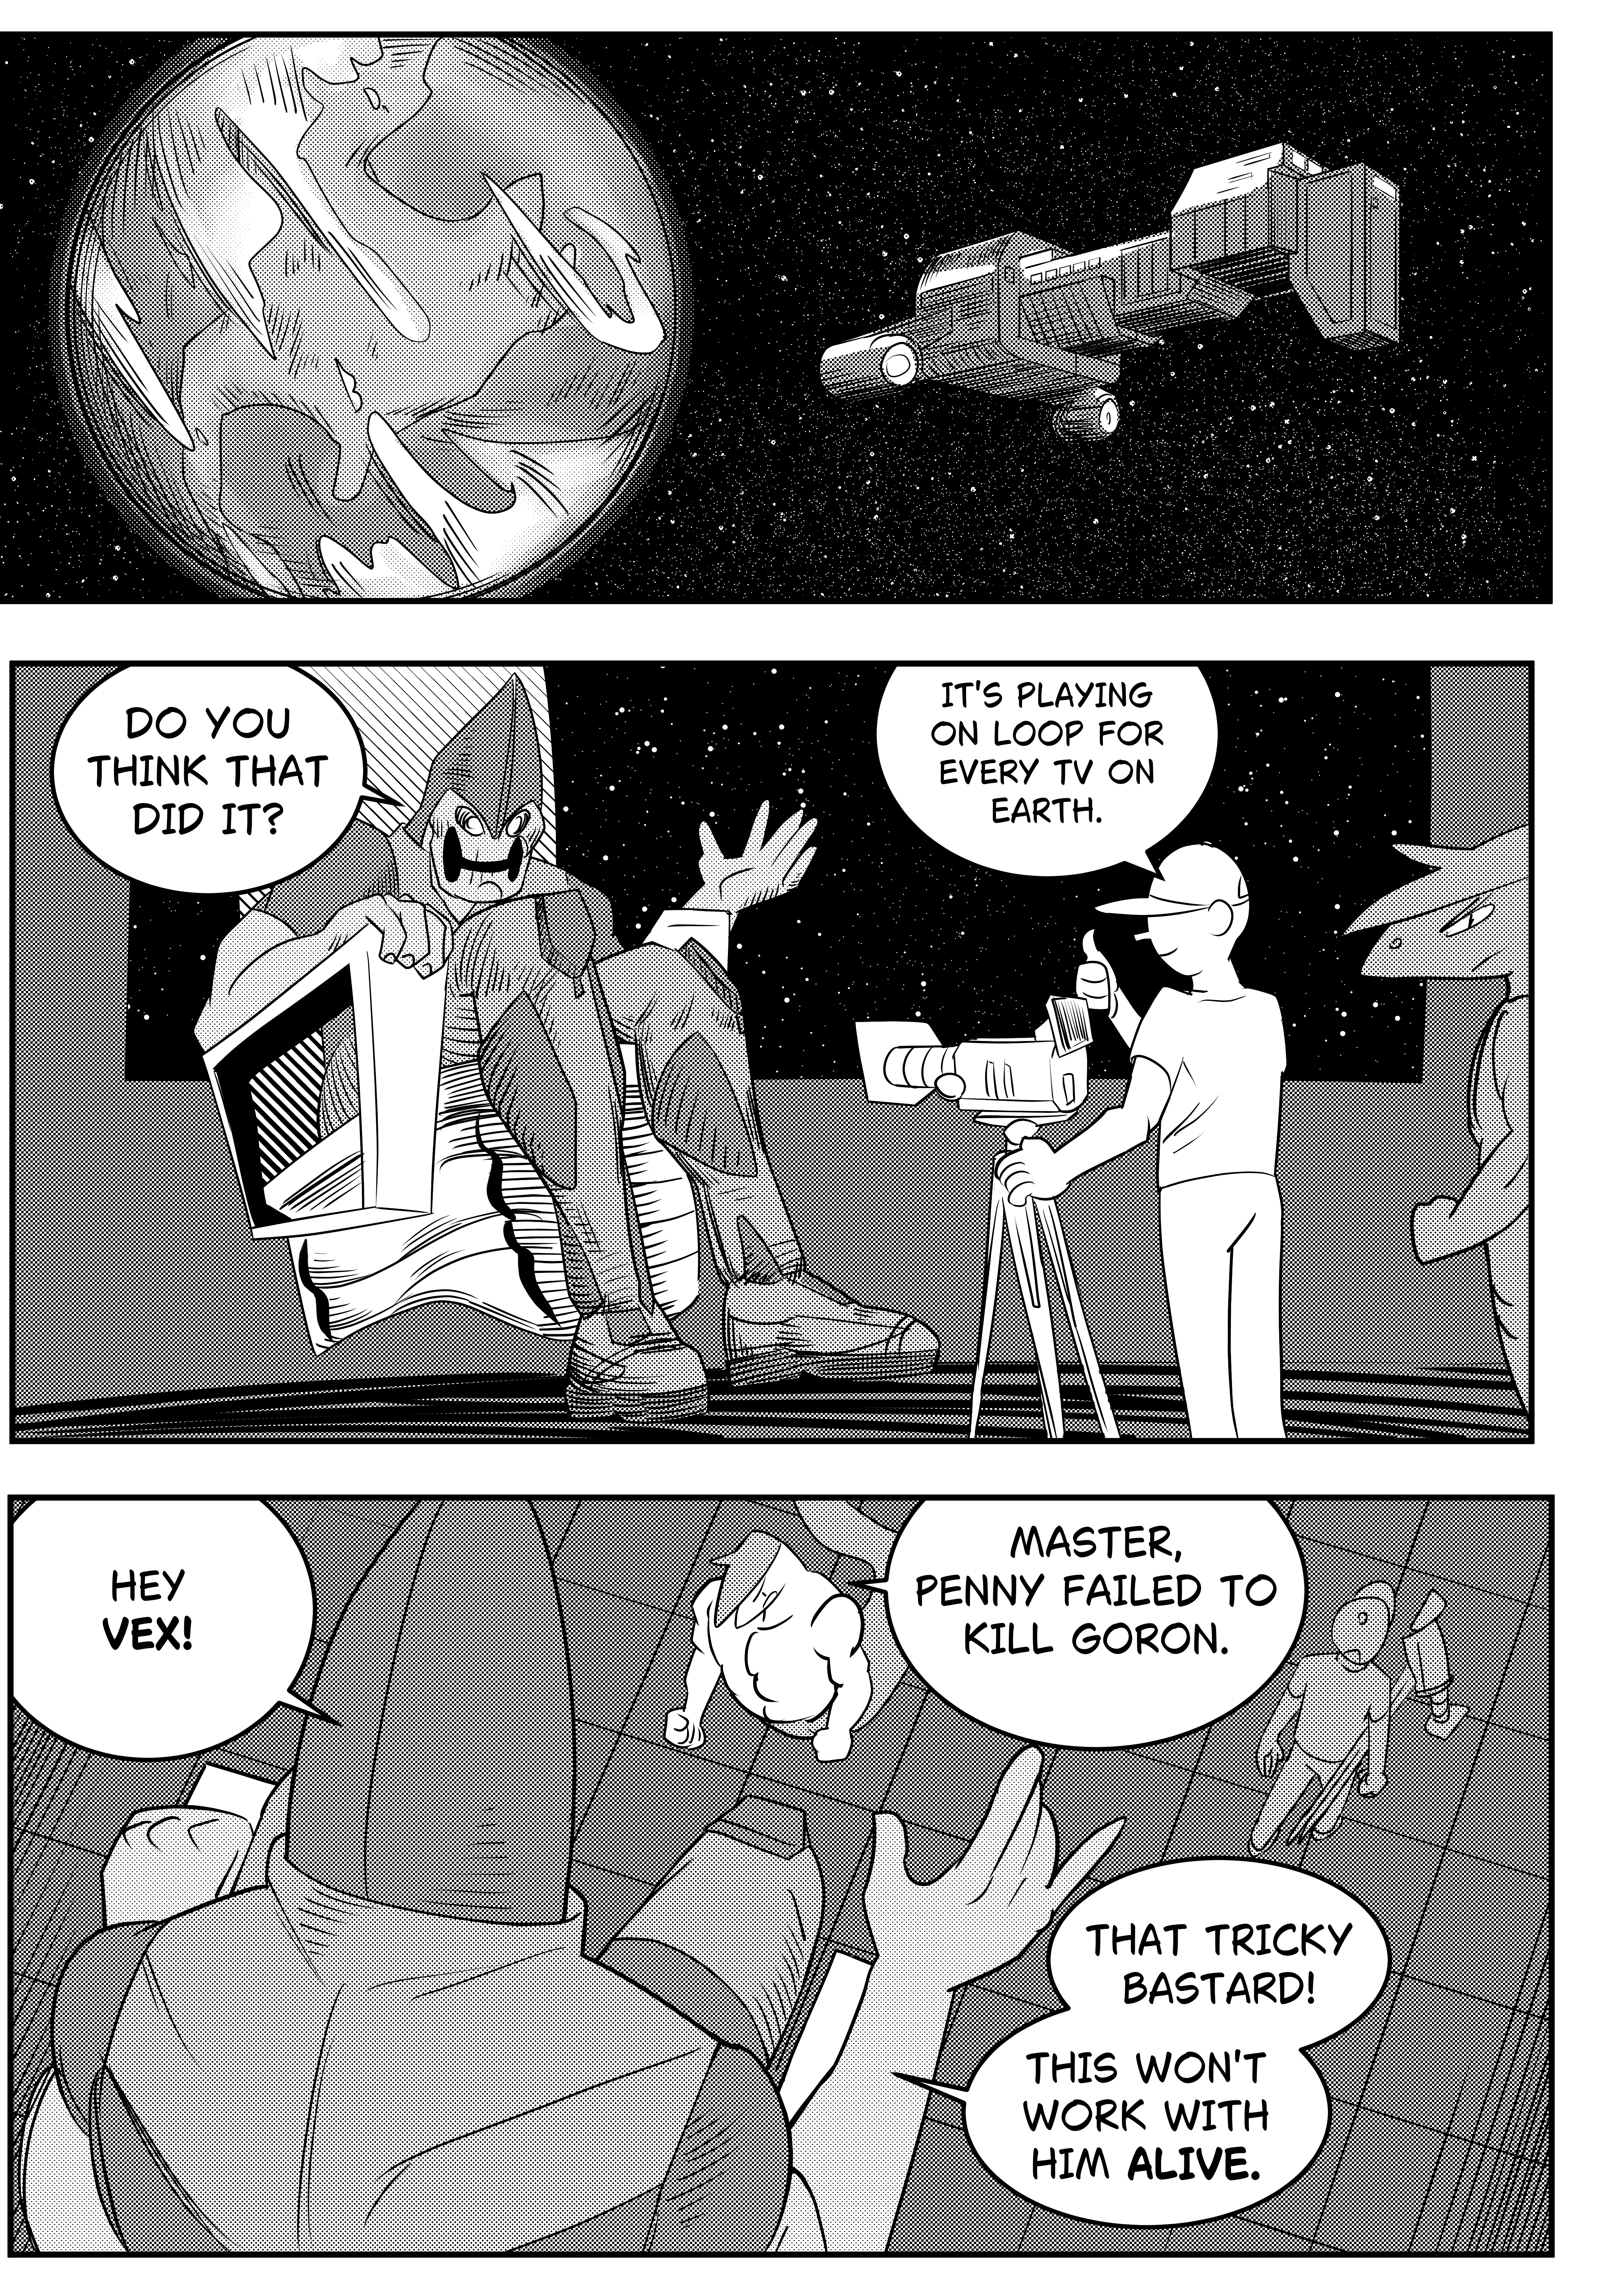 DO YOU
THINK THAT
DID IT?
IT'S PLAYING
ON LOOP FOR
EVERY TV ON
EARTH.
HEY
VEX!
MASTER,
PENNY FAILED TO
KILL GORON.
THAT TRICKY
BASTARD!
THIS WON'T
WORK WITH
HIM ALIVE.